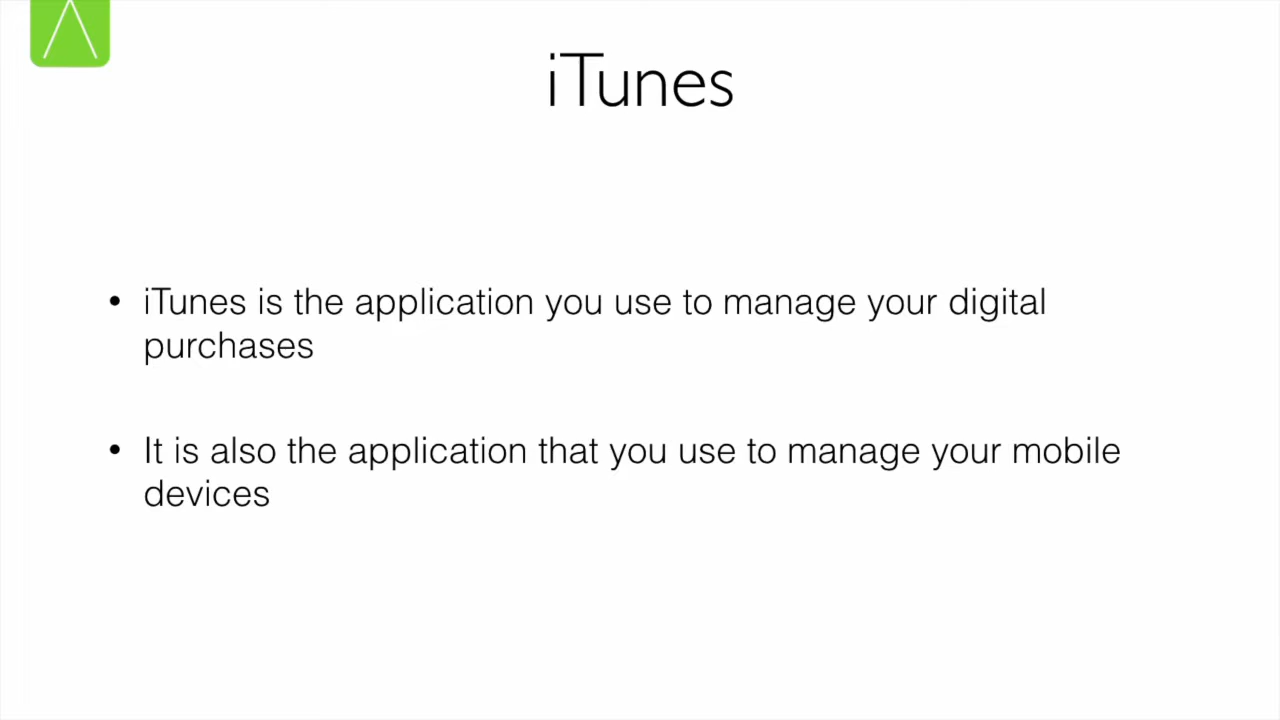 iTunes
• iTunes is the application you use to manage your digital
purchases
• It is also the application that you use to manage your mobile
devices